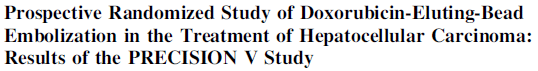 Prospective Randomized Study of Doxorubicin-Eluting-Bead
Embolization in the Treatment of Hepatocellular Carcinoma:
Results of the PRECISION V Study